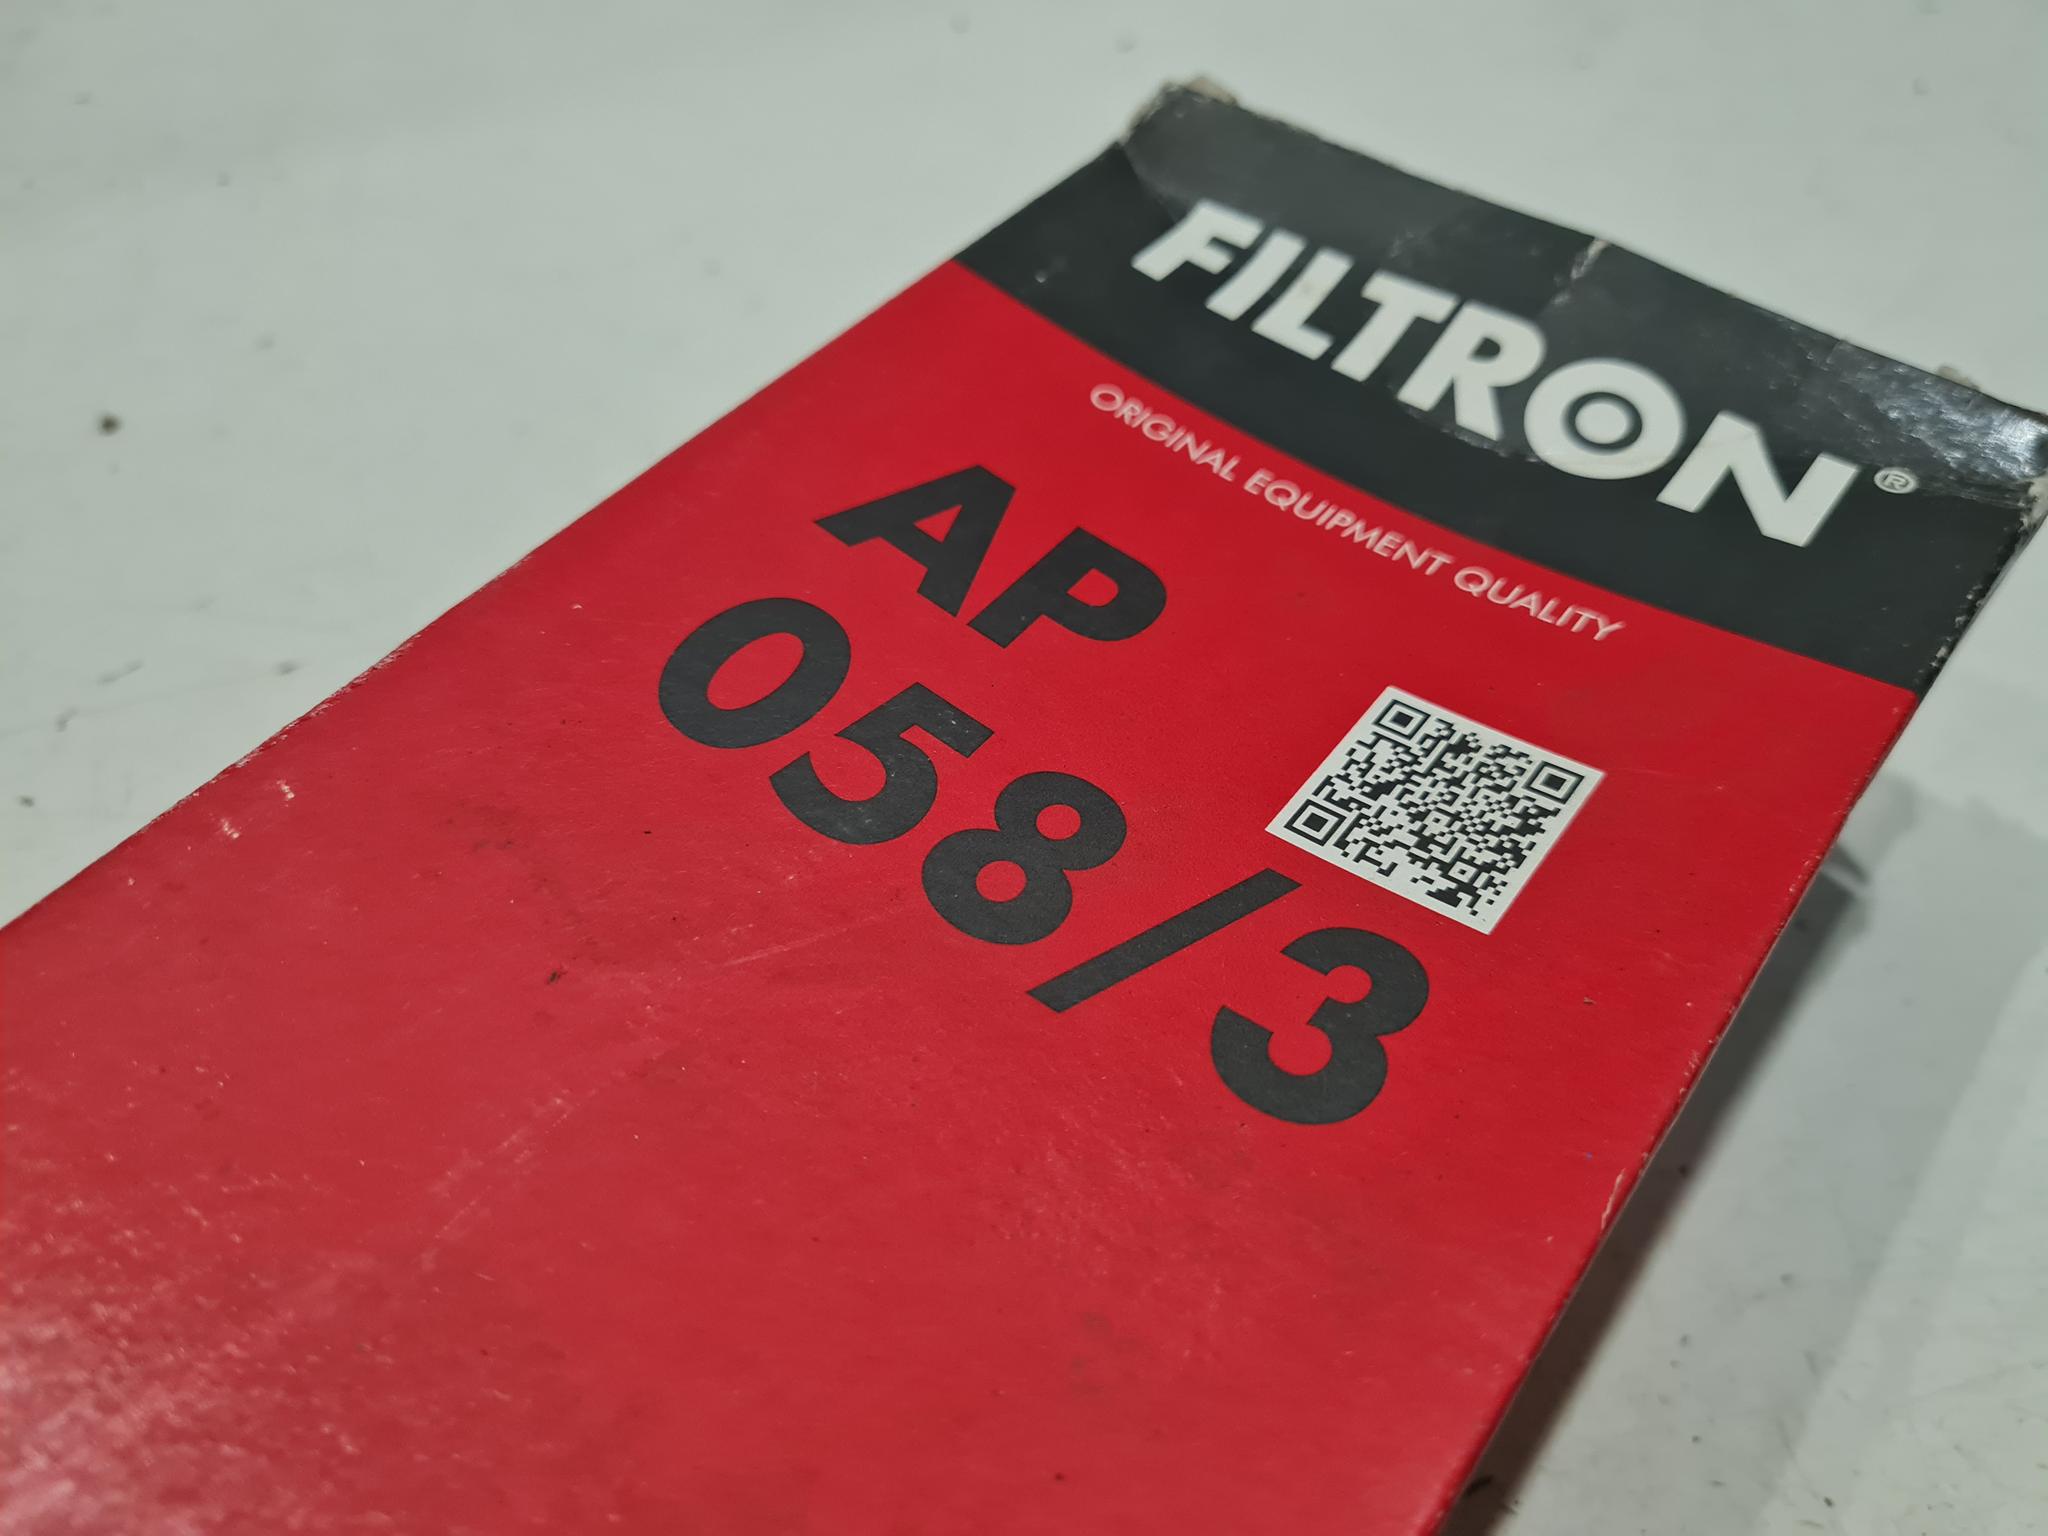 FILTRON®
ORIGINAL EQUIPMENT QUALITY
AP
058/3